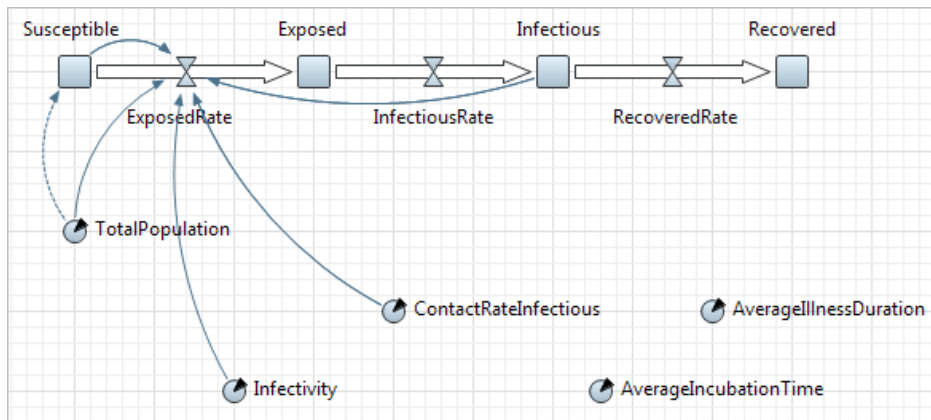 Susceptible
Exposed
Infectious
Recovered
ExposedRate
InfectiousRate
RecoveredRate
TotalPopulation
ContactRateInfectious
AverageIllnessDuration
Infectivity
AverageIncubationTime